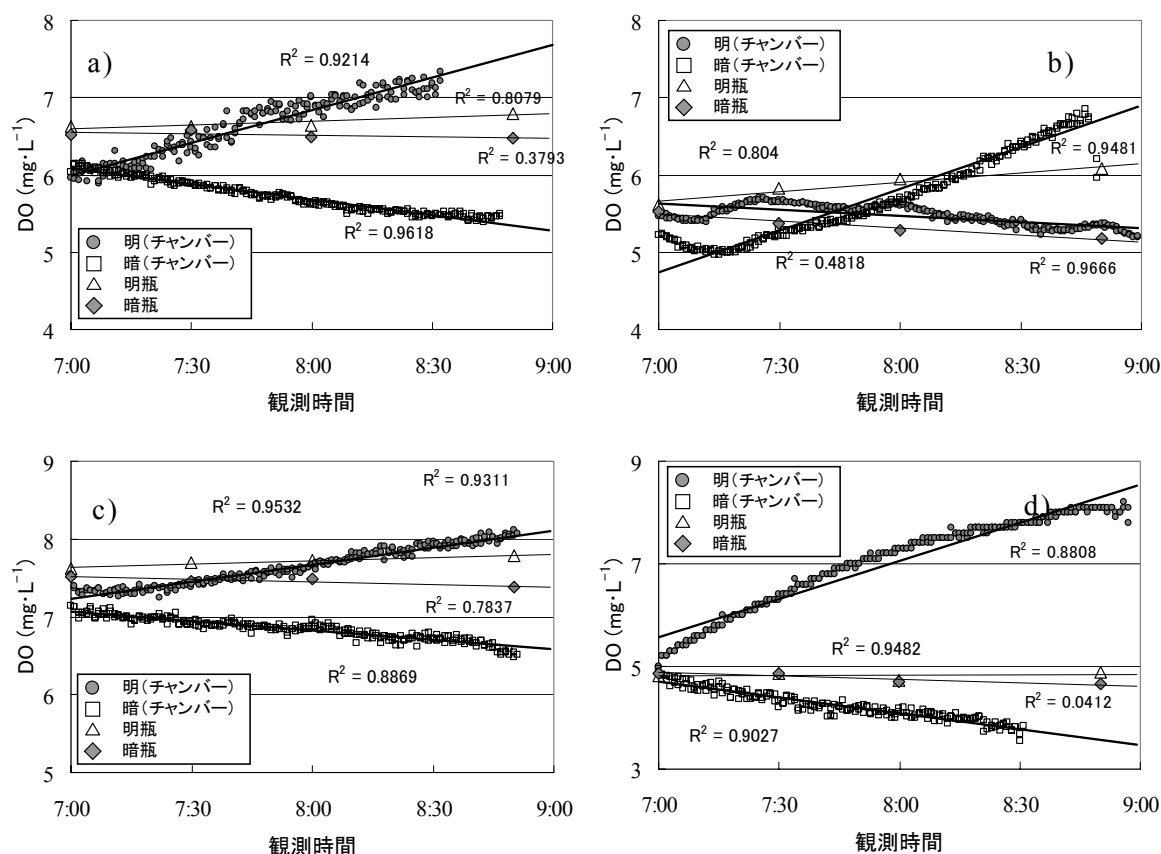 8
7
6
5
4
DO (mg・L⁻¹)
a)
R² = 0.9214
R² = 0.8079
R² = 0.3793
R² = 0.9618
明(チャンバー)
暗(チャンバー)
明瓶
暗瓶
7:00 7:30 8:00 8:30 9:00
観測時間
8
7
6
5
4
DO (mg・L⁻¹)
明(チャンバー)
暗(チャンバー)
明瓶
暗瓶
b)
R² = 0.804
R² = 0.9481
R² = 0.4818
R² = 0.9666
7:00 7:30 8:00 8:30 9:00
観測時間
9
8
7
6
5
DO (mg・L⁻¹)
c)
R² = 0.9311
R² = 0.9532
R² = 0.7837
R² = 0.8869
明(チャンバー)
暗(チャンバー)
明瓶
暗瓶
7:00 7:30 8:00 8:30 9:00
観測時間
9
7
5
3
DO (mg・L⁻¹)
明(チャンバー)
暗(チャンバー)
明瓶
暗瓶
d)
R² = 0.8808
R² = 0.9482
R² = 0.0412
R² = 0.9027
7:00 7:30 8:00 8:30 9:00
観測時間